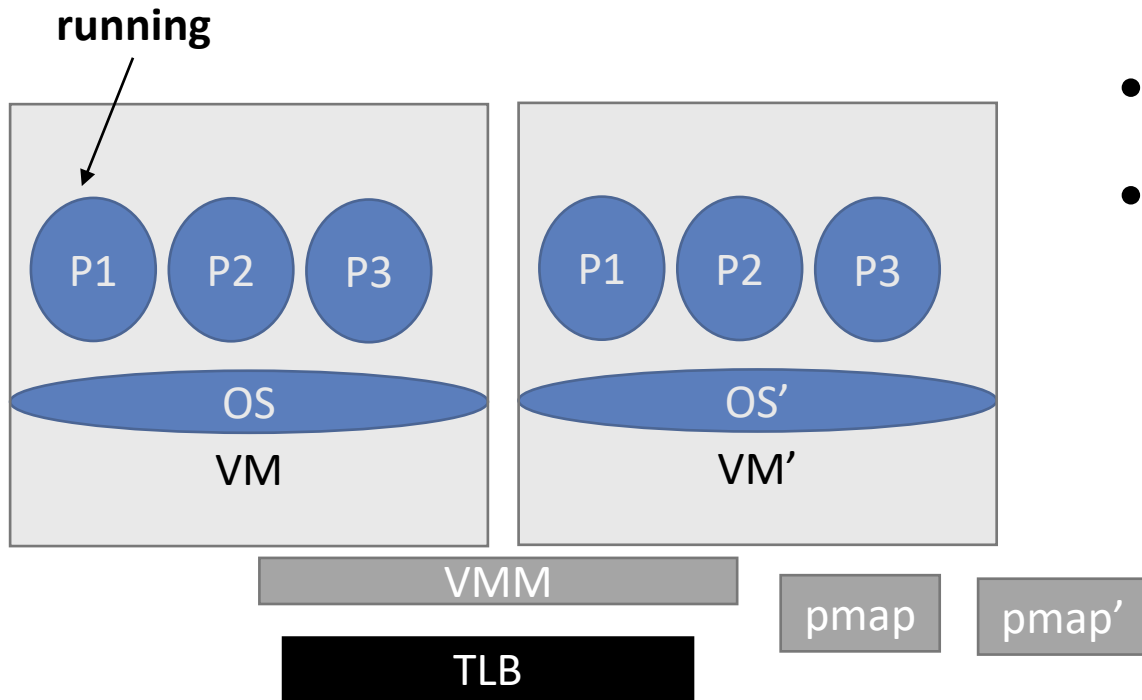 running
P1 P2 P3
P1 P2 P3
OS
OS’
VM
VM’
VMM
pmap
pmap’
TLB